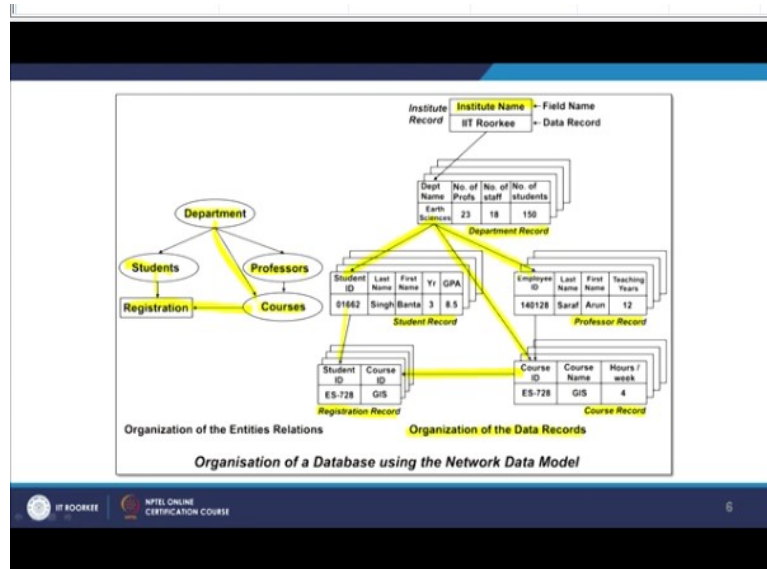 Institute Record
Institute Name
Field Name
IIT Roorkee
Data Record
Dept Name
No. of Profs
No. of staff
No. of students
Earth Sciences
23
18
150
Department Record
Department
Students
Professors
Registration
Courses
Student ID
Last Name
First Name
Yr
GPA
01662
Singh
Banta
3
8.5
Student Record
Employee ID
Last Name
First Name
Teaching Years
140128
Saraf
Arun
12
Professor Record
Student ID
Course ID
ES-728
GIS
Registration Record
Course ID
Course Name
Hours / week
ES-728
GIS
4
Course Record
Organization of the Entities Relations
Organization of the Data Records
Organisation of a Database using the Network Data Model
IIT ROORKEE
NPTEL ONLINE
CERTIFICATION COURSE
6